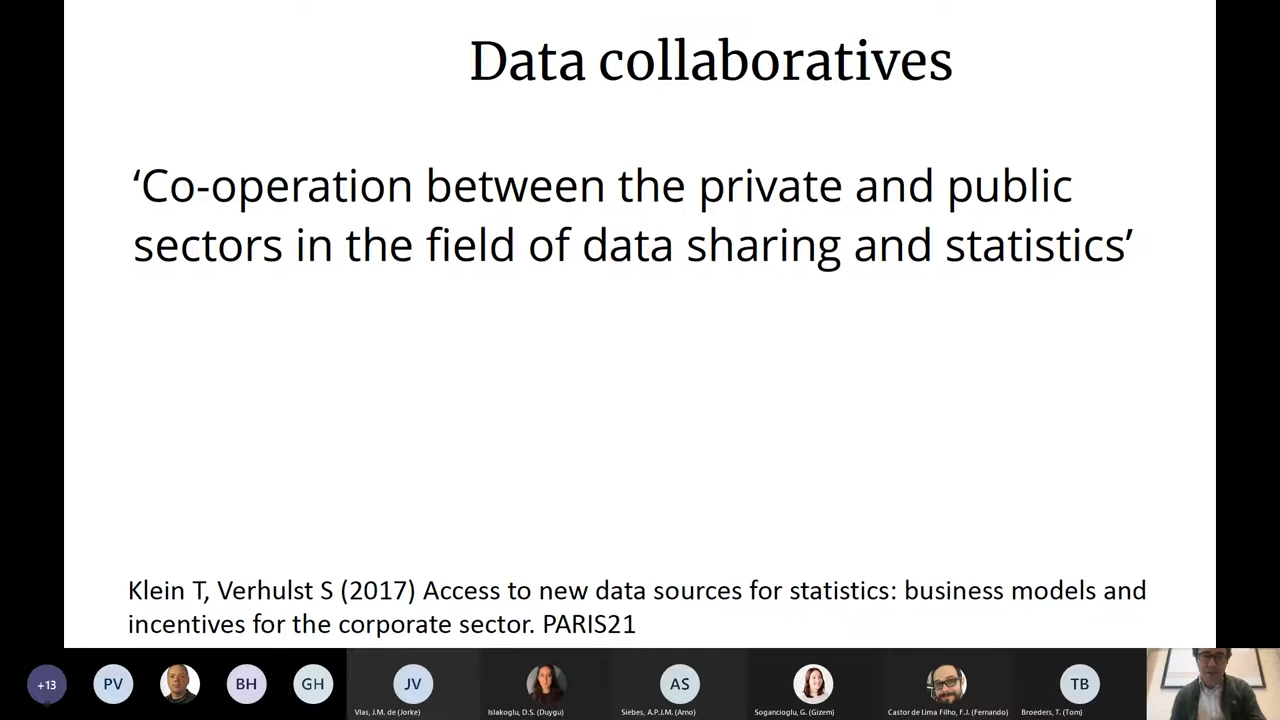 Data collaboratives
‘Co-operation between the private and public
sectors in the field of data sharing and statistics’
Klein T, Verhulst S (2017) Access to new data sources for statistics: business models and
incentives for the corporate sector. PARIS21
+13
PV
BH
GH
JV
AS
TB
Vlas, J.M. de (Jorke)
Islakoglu, D.S. (Duygu)
Siebes, A.P.J.M. (Arno)
Sogancioglu, G. (Gizem)
Castor de Lima Filho, F.J. (Fernando)
Broeders, T. (Tom)